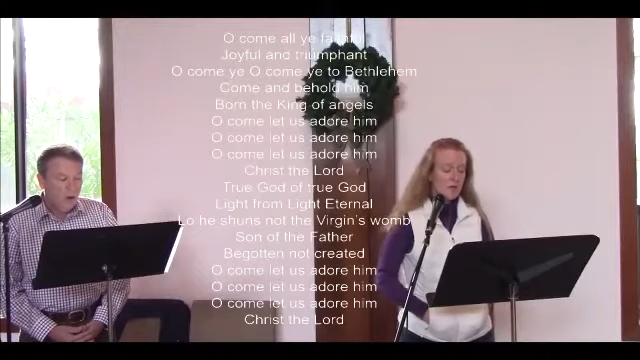 O come all ye faithful
Joyful and triumphant
O come ye O come ye to Bethlehem
Come and behold him
Born the King of angels
O come let us adore him
O come let us adore him
O come let us adore him
Christ the Lord
True God of true God
Light from Light Eternal
Lo he shuns not the Virgin's womb
Son of the Father
Begotten not created
O come let us adore him
O come let us adore him
O come let us adore him
Christ the Lord